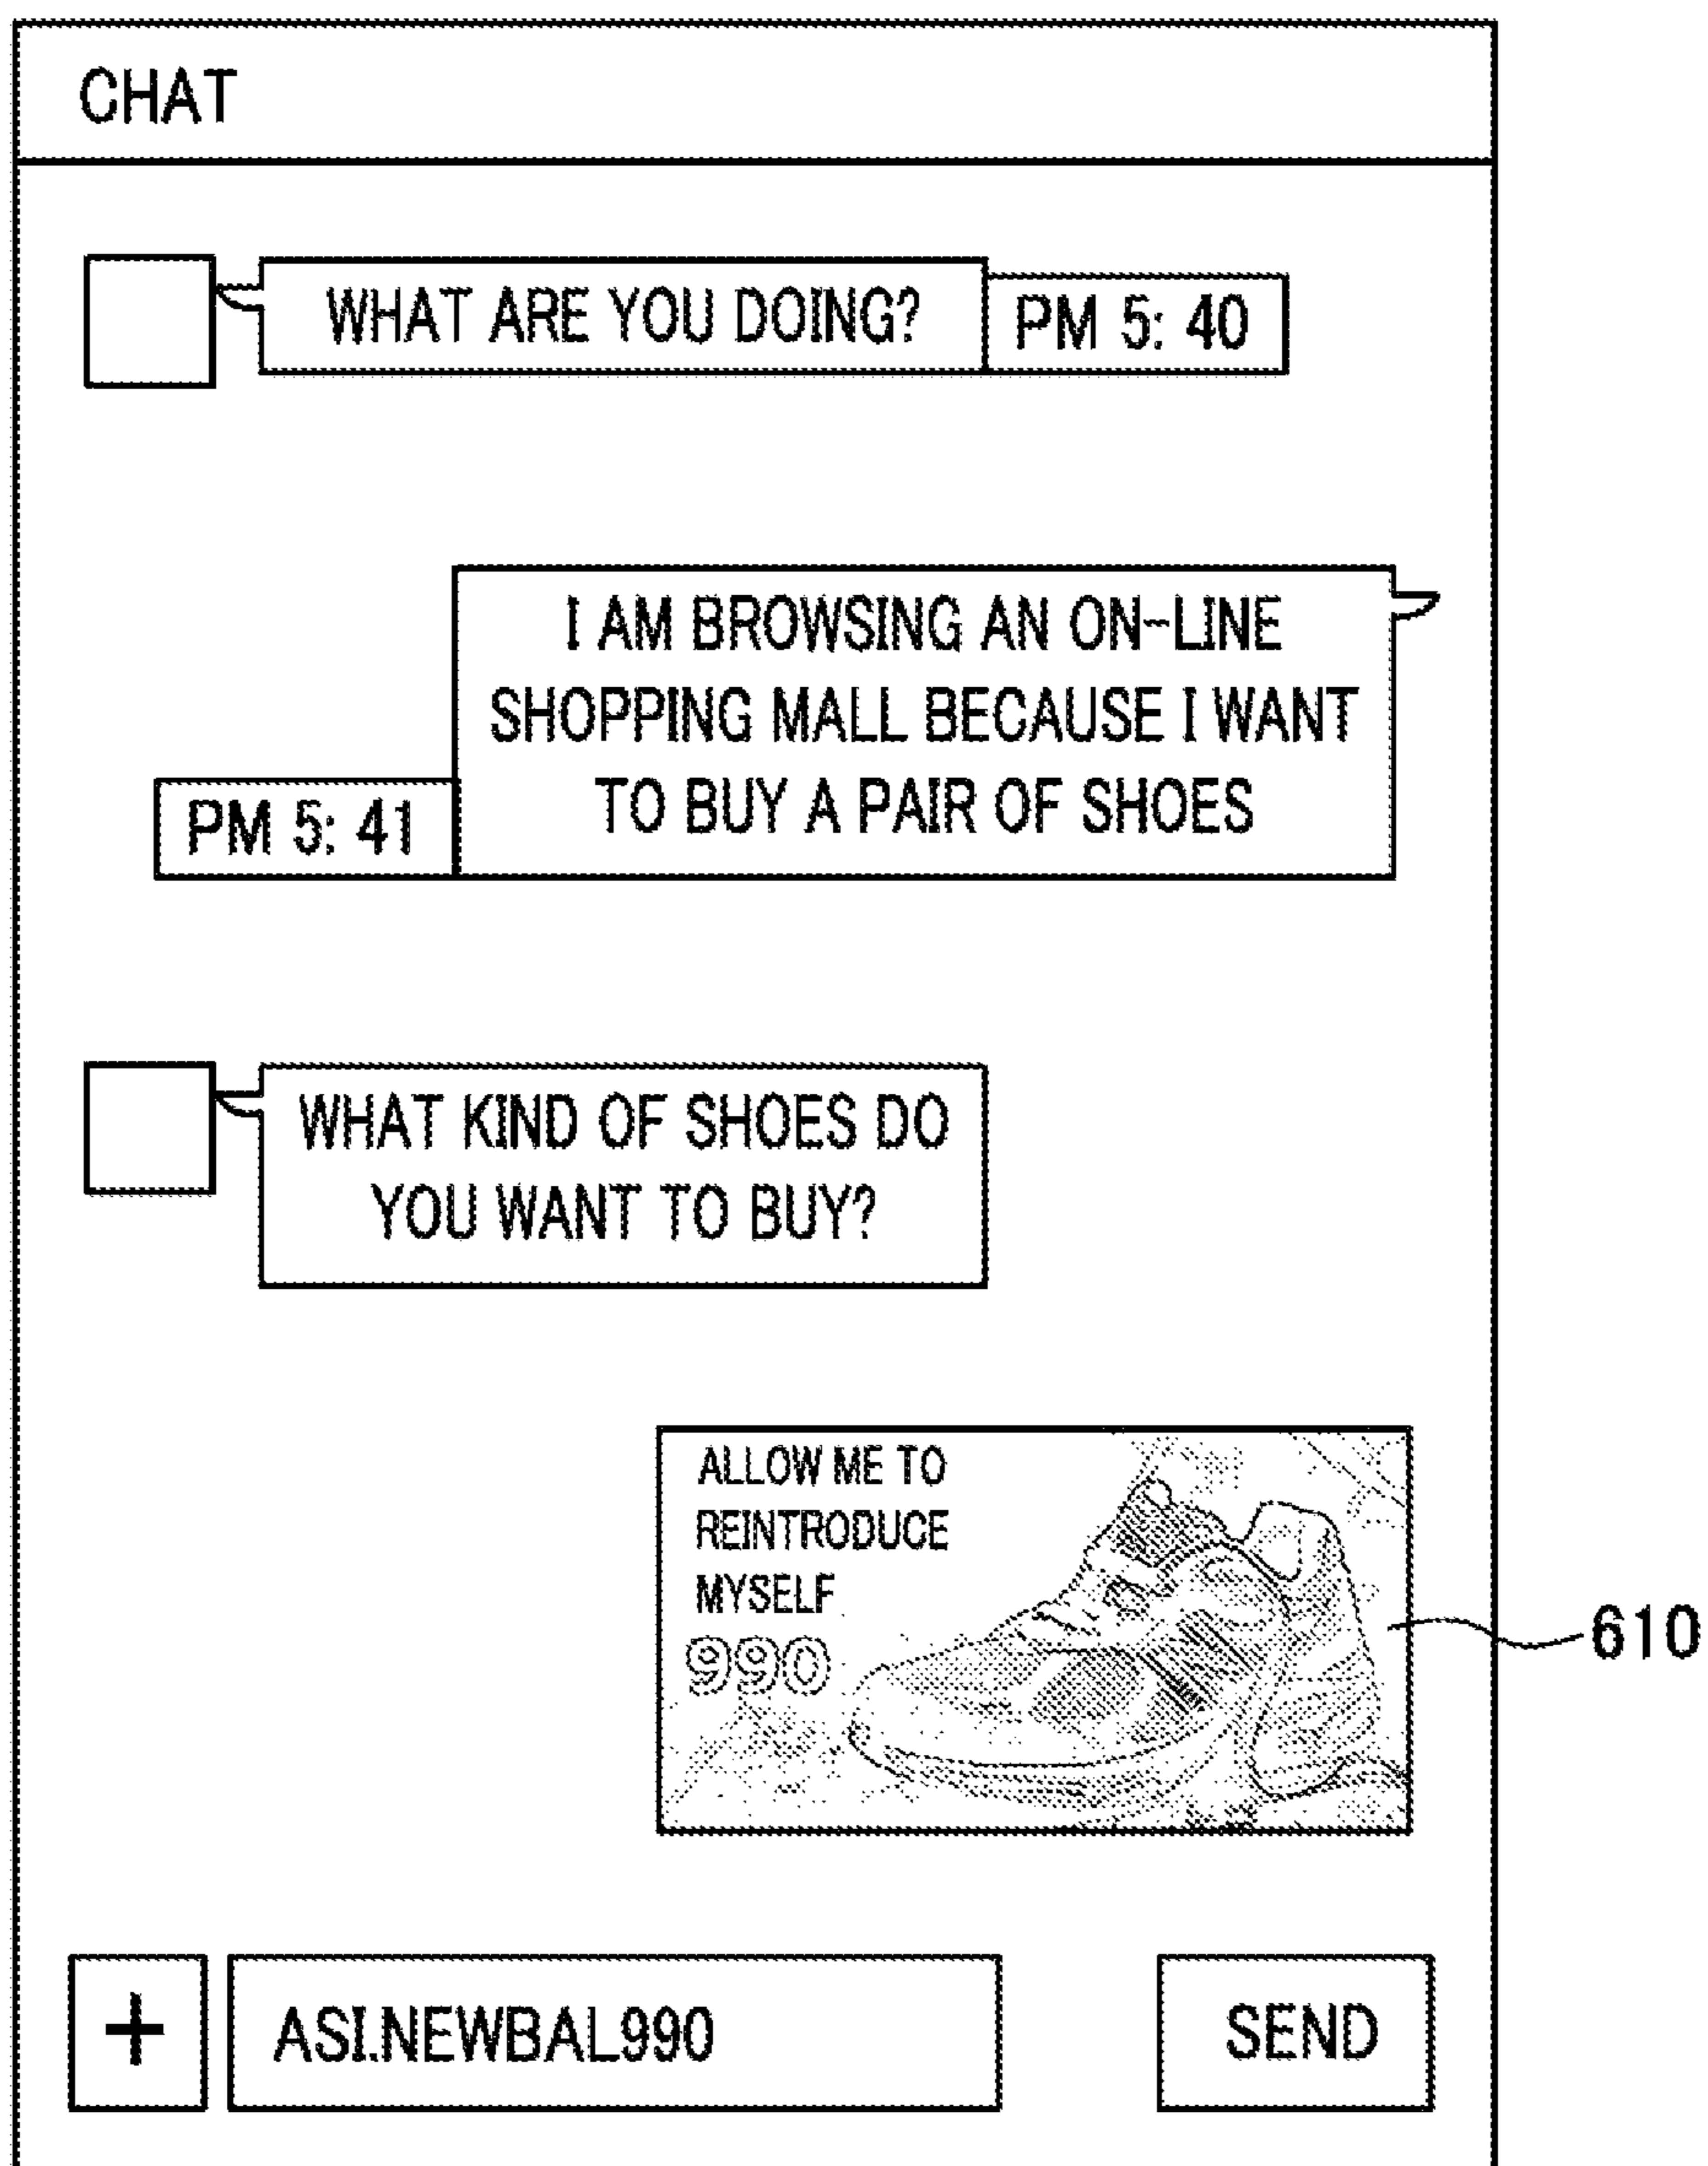 CHAT
WHAT ARE YOU DOING?
PM 5: 40
I AM BROWSING AN ON-LINE
SHOPPING MALL BECAUSE I WANT
TO BUY A PAIR OF SHOES
PM 5: 41
WHAT KIND OF SHOES DO
YOU WANT TO BUY?
ALLOW ME TO
REINTRODUCE
MYSELF
990
610
+
ASI.NEWBAL990
SEND